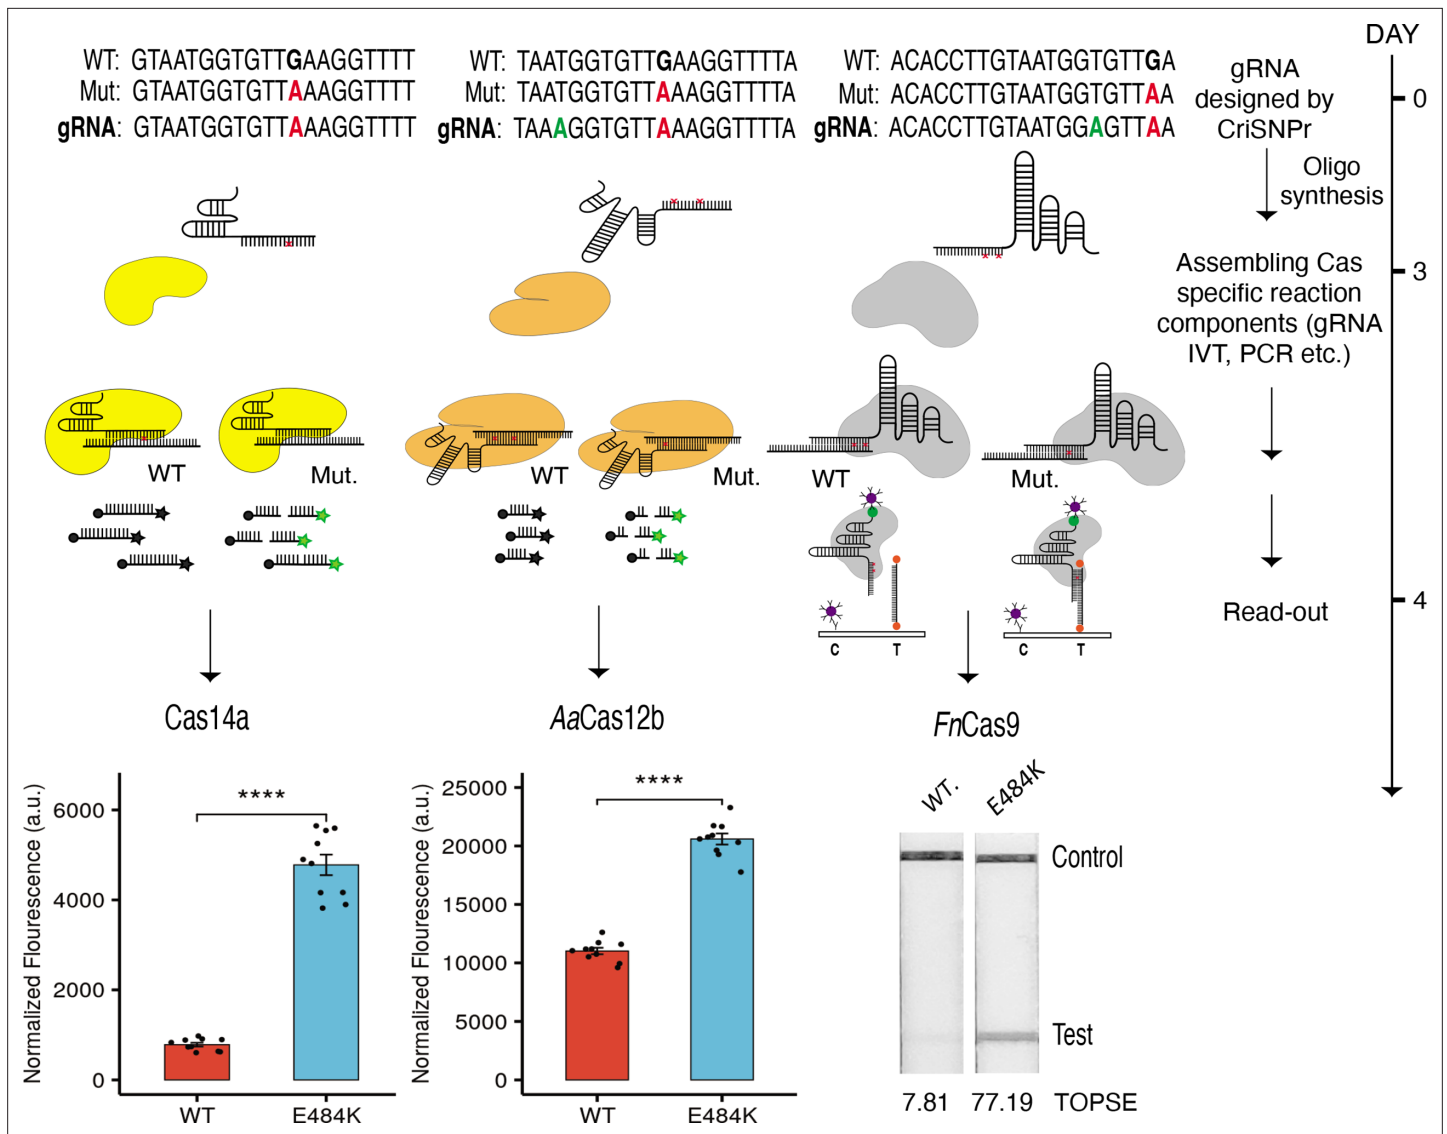 WT: GTAATGGTGTTGAAGGTTTT
Mut: GTAATGGTGTTAAAGGTTTT
gRNA: GTAATGGTGTTAAAGGTTTT
WT: TAATGGTGTTGAAGGTTTTA
Mut: TAATGGTGTTAAAGGTTTTA
gRNA: TAAAGGTGTTAAAGGTTTTA
WT: ACACCTTGTAATGGTGTTGA
Mut: ACACCTTGTAATGGTGTTAA
gRNA: ACACCTTGTAATGGAGTTAA
gRNA
designed by
CriSNPr
Oligo
synthesis
Assembling Cas
specific reaction
components (gRNA
IVT, PCR etc.)
Read-out
DAY
0
3
4
WT
Mut.
WT
Mut.
WT
Mut.
C T
C T
Cas14a
AaCas12b
FnCas9
Normalized Flourescence (a.u.)
6000
4000
2000
0
****
WT E484K
Normalized Flourescence (a.u.)
25000
20000
15000
10000
5000
0
****
WT E484K
WT. E484K
Control
Test
7.81 77.19 TOPSE